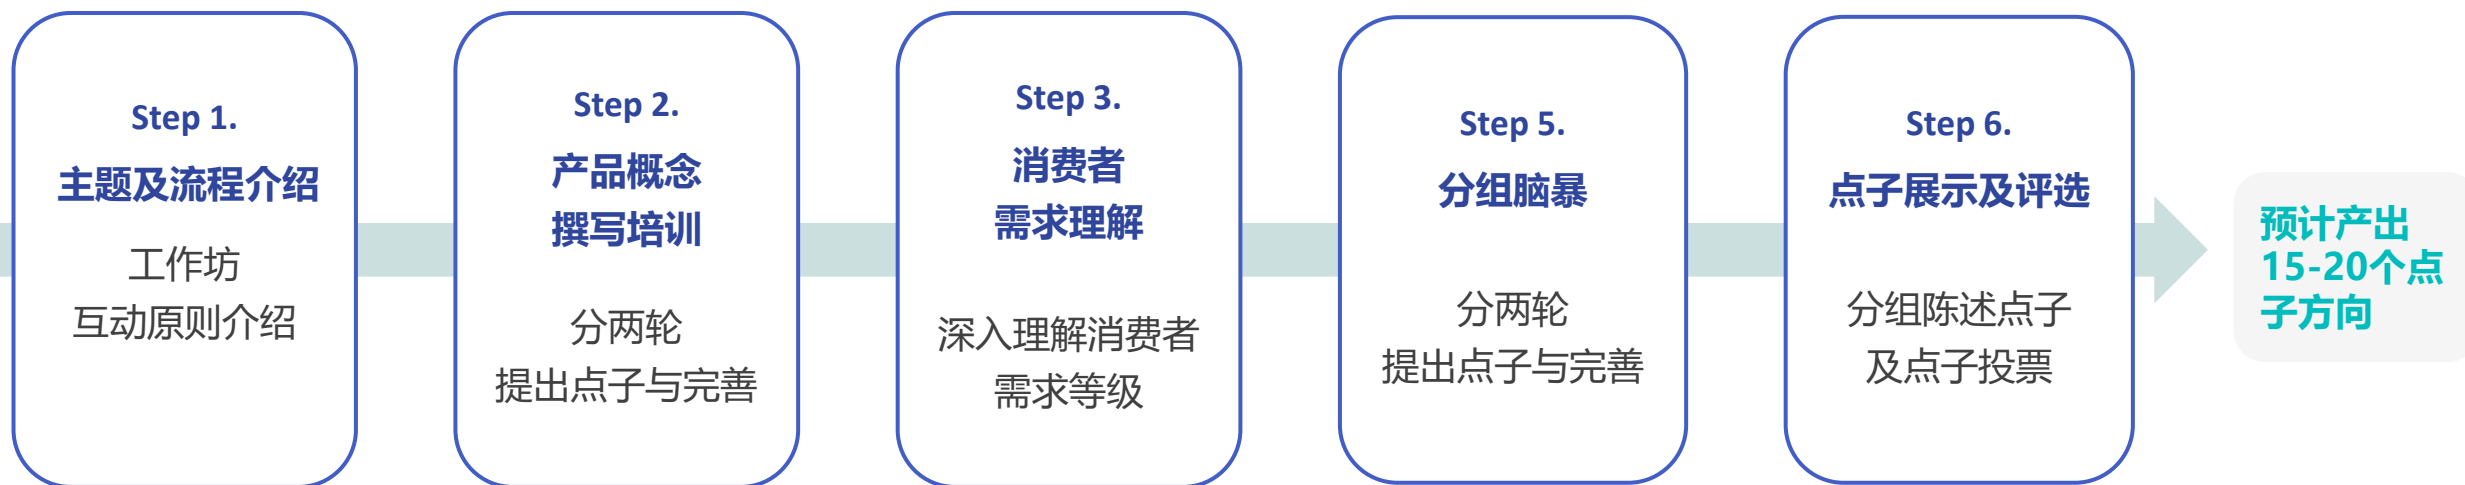 Step 1.
主题及流程介绍
工作坊
互动原则介绍
Step 2.
产品概念
撰写培训
分两轮
提出点子与完善
Step 3.
消费者
需求理解
深入理解消费者
需求等级
Step 5.
分组脑暴
分两轮
提出点子与完善
Step 6.
点子展示及评选
分组陈述点子
及点子投票
预计产出
15-20个点
子方向